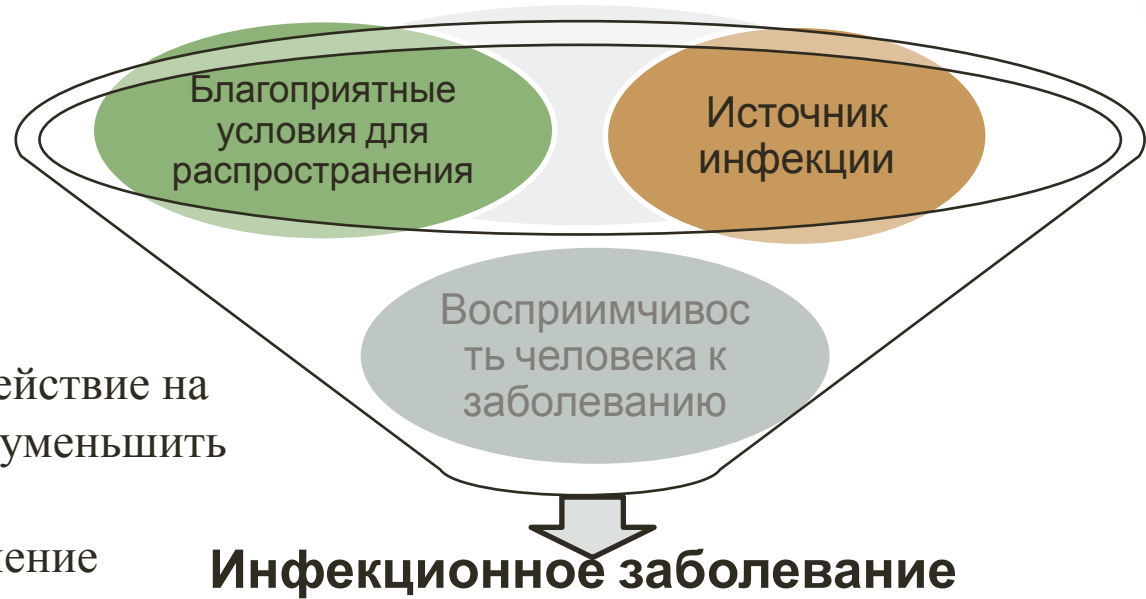 Благоприятные
условия для
распространения
Источник
инфекции
Восприимчивос
ть человека к
заболеванию
ействие на
уменьшить
ение
Инфекционное заболевание